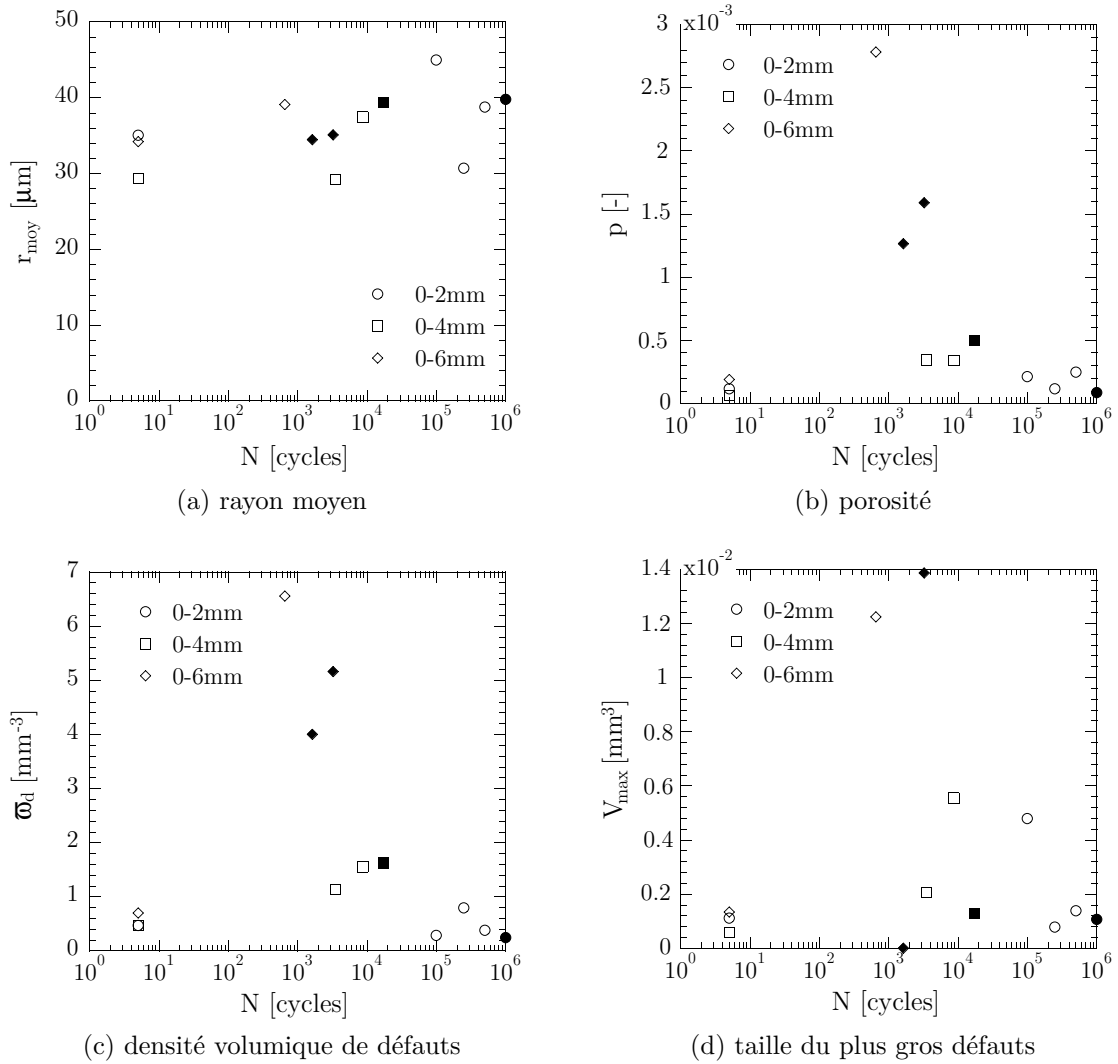 50
40
30
20
10
0
r_moy [μm]
0-2mm
0-4mm
0-6mm
10^0 10^1 10^2 10^3 10^4 10^5 10^6
N [cycles]
(a) rayon moyen
3 x10^-3
2.5
2
1.5
1
0.5
0
p [-]
0-2mm
0-4mm
0-6mm
10^0 10^1 10^2 10^3 10^4 10^5 10^6
N [cycles]
(b) porosité
7
6
5
4
3
2
1
0
ϖ_d [mm^-3]
0-2mm
0-4mm
0-6mm
10^0 10^1 10^2 10^3 10^4 10^5 10^6
N [cycles]
(c) densité volumique de défauts
1.4 x10^-2
1.2
1
0.8
0.6
0.4
0.2
0
V_max [mm^3]
0-2mm
0-4mm
0-6mm
10^0 10^1 10^2 10^3 10^4 10^5 10^6
N [cycles]
(d) taille du plus gros défauts